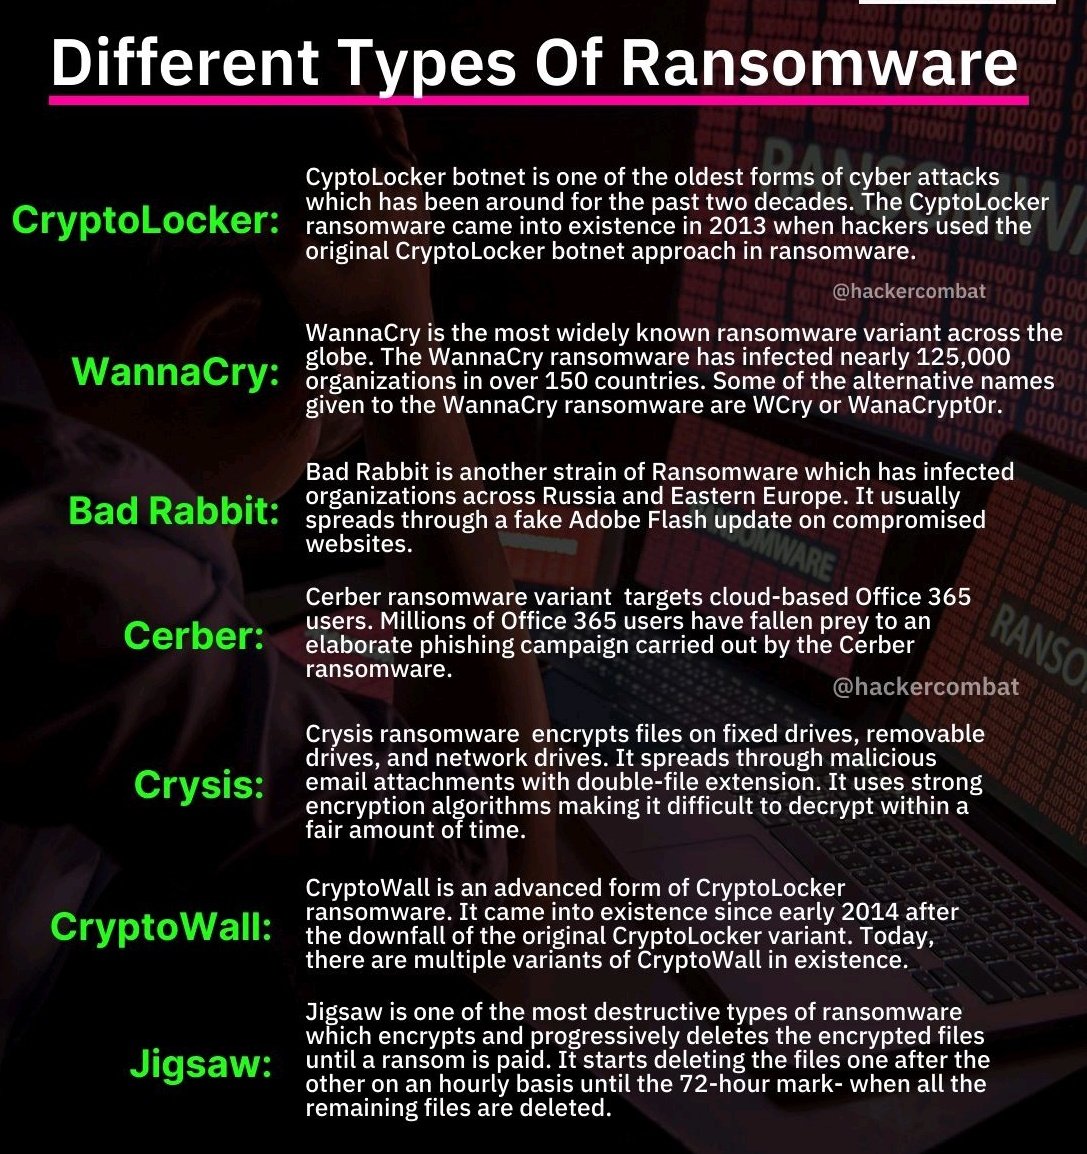 Different Types Of Ransomware
CryptoLocker:
CyptoLocker botnet is one of the oldest forms of cyber attacks
which has been around for the past two decades. The CyptoLocker
ransomware came into existence in 2013 when hackers used the
original CryptoLocker botnet approach in ransomware.
@hackercombat
WannaCry:
WannaCry is the most widely known ransomware variant across the
globe. The WannaCry ransomware has infected nearly 125,000
organizations in over 150 countries. Some of the alternative names
given to the WannaCry ransomware are WCry or WanaCrypt0r.
Bad Rabbit:
Bad Rabbit is another strain of Ransomware which has infected
organizations across Russia and Eastern Europe. It usually
spreads through a fake Adobe Flash update on compromised
websites.
Cerber:
Cerber ransomware variant  targets cloud-based Office 365
users. Millions of Office 365 users have fallen prey to an
elaborate phishing campaign carried out by the Cerber
ransomware.
@hackercombat
Crysis:
Crysis ransomware  encrypts files on fixed drives, removable
drives, and network drives. It spreads through malicious
email attachments with double-file extension. It uses strong
encryption algorithms making it difficult to decrypt within a
fair amount of time.
CryptoWall:
CryptoWall is an advanced form of CryptoLocker
ransomware. It came into existence since early 2014 after
the downfall of the original CryptoLocker variant. Today,
there are multiple variants of CryptoWall in existence.
Jigsaw:
Jigsaw is one of the most destructive types of ransomware
which encrypts and progressively deletes the encrypted files
until a ransom is paid. It starts deleting the files one after the
other on an hourly basis until the 72-hour mark- when all the
remaining files are deleted.